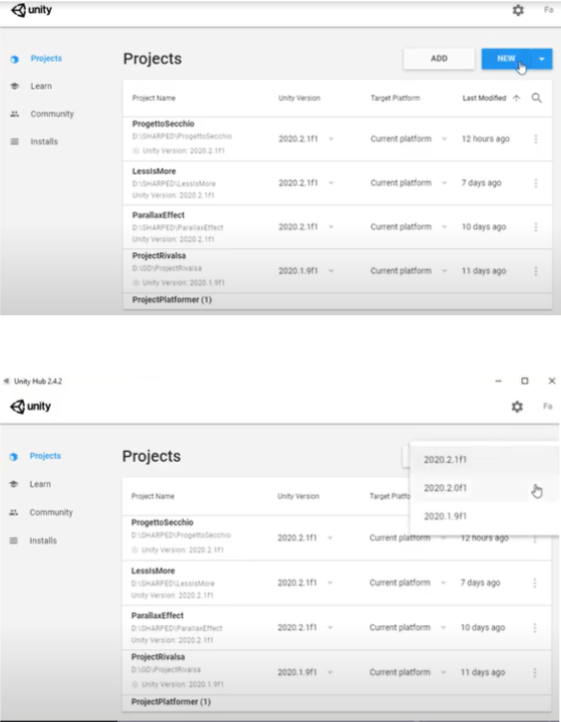 unity
Fa
Projects
Learn
Community
Installs
Projects
ADD
NEW
Project Name Unity Version Target Platform Last Modified
ProgettoSecchio
D:\SHARPED\ProgettoSecchio
Unity Version: 2020.2.1f1
2020.2.1f1 Current platform 12 hours ago
LessIsMore
D:\SHARPED\LessIsMore
Unity Version: 2020.2.1f1
2020.2.1f1 Current platform 7 days ago
ParallaxEffect
D:\SHARPED\ParallaxEffect
Unity Version: 2020.2.1f1
2020.2.1f1 Current platform 10 days ago
ProjectRivalsa
D:\GD\ProjectRivalsa
Unity Version: 2020.1.9f1
2020.1.9f1 Current platform 11 days ago
ProjectPlatformer (1)
Unity Hub 2.4.2
unity
Fa
Projects
Learn
Community
Installs
Projects
2020.2.1f1
2020.2.0f1
2020.1.9f1
Project Name Unity Version Target Platfo
ProgettoSecchio
D:\SHARPED\ProgettoSecchio
Unity Version: 2020.2.1f1
2020.2.1f1 Current platform 12 hours ago
LessIsMore
D:\SHARPED\LessIsMore
Unity Version: 2020.2.1f1
2020.2.1f1 Current platform 7 days ago
ParallaxEffect
D:\SHARPED\ParallaxEffect
Unity Version: 2020.2.1f1
2020.2.1f1 Current platform 10 days ago
ProjectRivalsa
D:\GD\ProjectRivalsa
Unity Version: 2020.1.9f1
2020.1.9f1 Current platform 11 days ago
ProjectPlatformer (1)